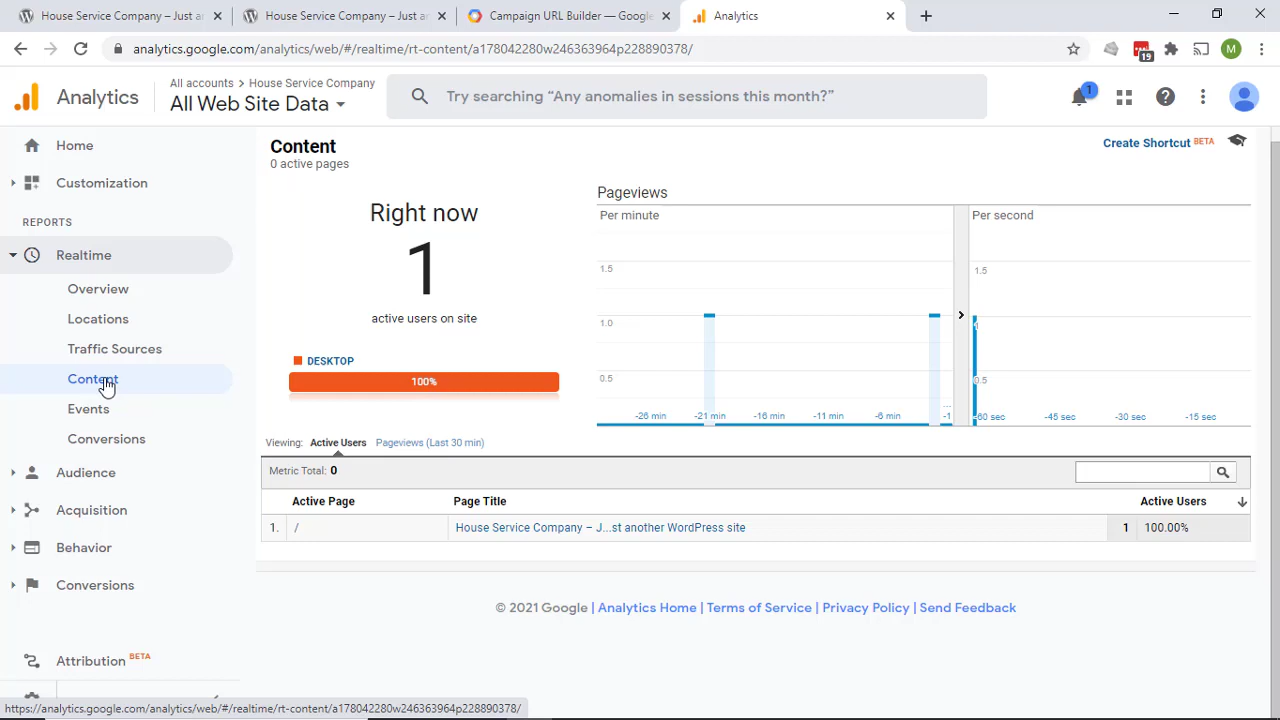 House Service Company – Just an
House Service Company – Just an
Campaign URL Builder — Google
Analytics
analytics.google.com/analytics/web/#/realtime/rt-content/a178042280w246363964p228890378/
19
M
Analytics
All accounts > House Service Company
All Web Site Data
Try searching “Any anomalies in sessions this month?”
1
Home
Customization
REPORTS
Realtime
Overview
Locations
Traffic Sources
Content
Events
Conversions
Audience
Acquisition
Behavior
Conversions
Attribution BETA
Content
0 active pages
Create Shortcut BETA
Right now
1
active users on site
DESKTOP
100%
Pageviews
Per minute
Per second
1.5
1.0
0.5
-26 min -21 min -16 min -11 min -6 min -1
1.5
0.5
-60 sec -45 sec -30 sec -15 sec
Viewing: Active Users Pageviews (Last 30 min)
Metric Total: 0
Active Page Page Title Active Users
1. / House Service Company – J...st another WordPress site 1 100.00%
© 2021 Google | Analytics Home | Terms of Service | Privacy Policy | Send Feedback
https://analytics.google.com/analytics/web/#/realtime/rt-content/a178042280w246363964p228890378/